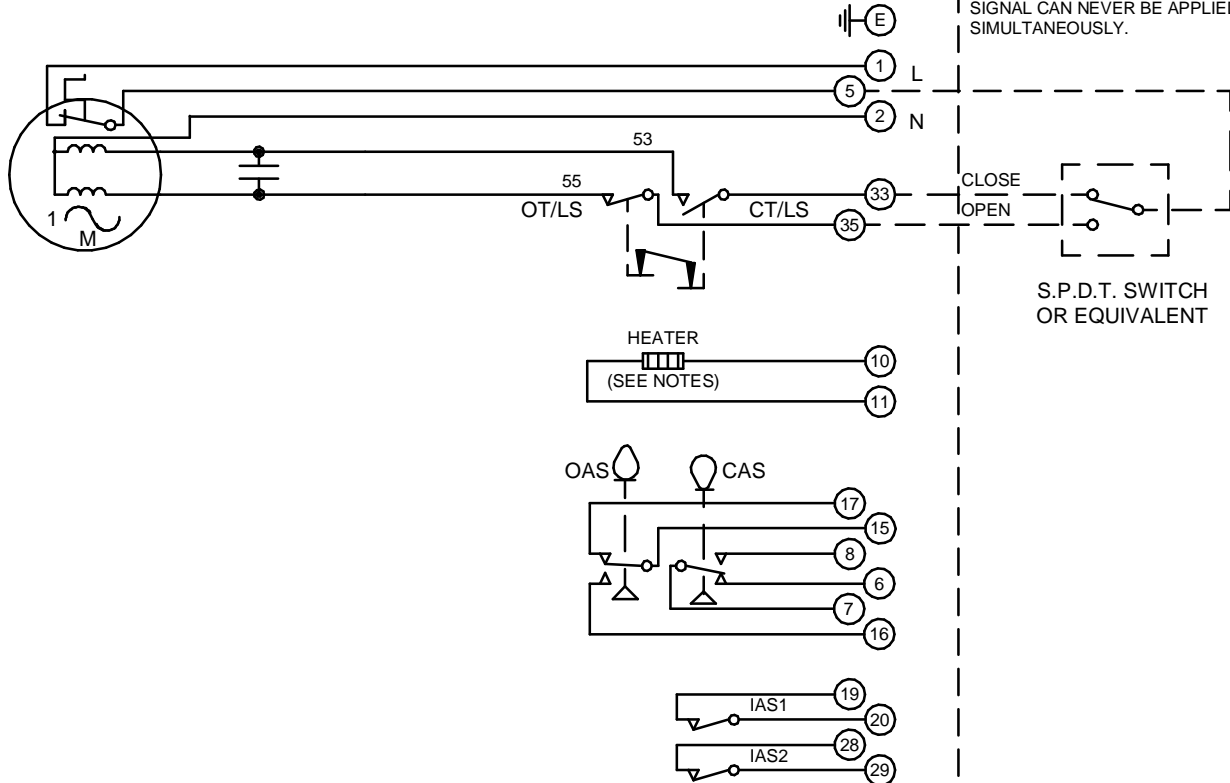 SIGNAL CAN NEVER BE APPLIED
SIMULTANEOUSLY.
E
1
L
5
2
N
53
55
OT/LS
CT/LS
33
35
CLOSE
OPEN
1
M
S.P.D.T. SWITCH
OR EQUIVALENT
HEATER
(SEE NOTES)
10
11
OAS
CAS
17
15
8
6
7
16
IAS1
19
20
IAS2
28
29